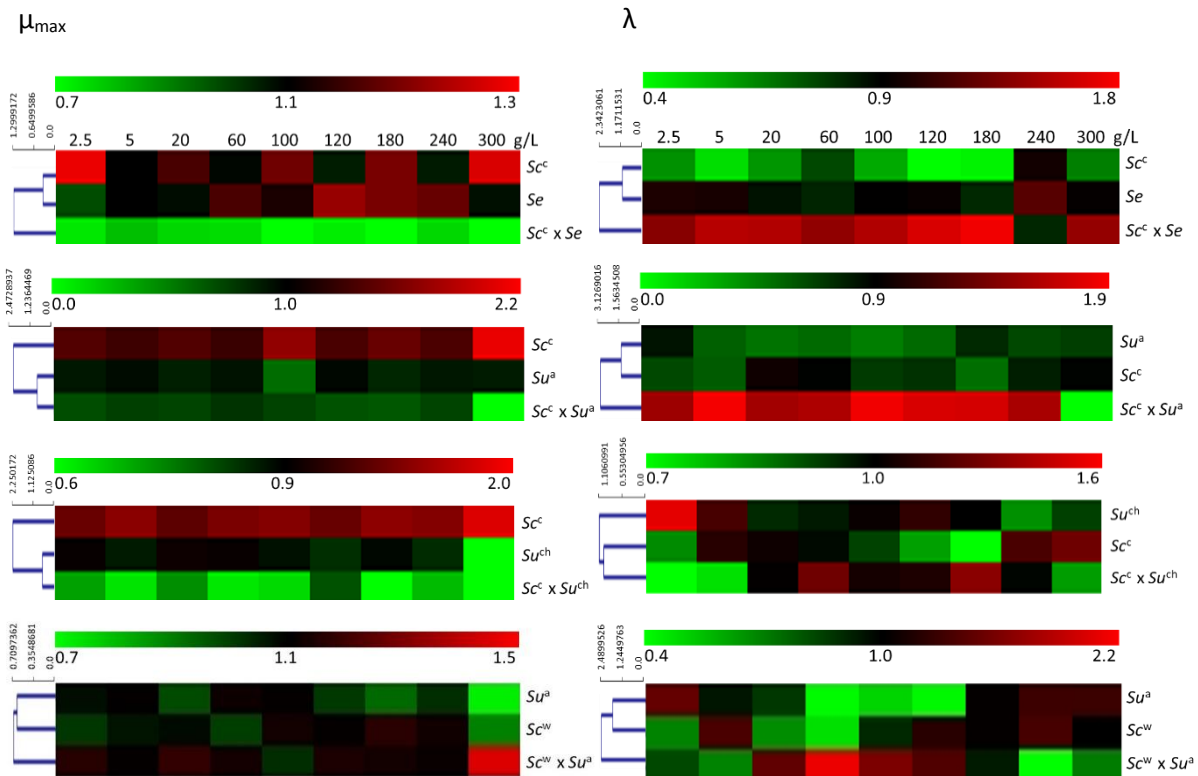 μmax λ
0.7 1.1 1.3
1.2999172 0.6499586 0.0
2.5 5 20 60 100 120 180 240 300 g/L
Scᶜ
Se
Scᶜ x Se
0.4 0.9 1.8
2.3423061 1.1711531 0.0
2.5 5 20 60 100 120 180 240 300 g/L
Scᶜ
Se
Scᶜ x Se
0.0 1.0 2.2
2.4728937 1.2364469 0.0
Scᶜ
Suᵃ
Scᶜ x Suᵃ
0.0 0.9 1.9
3.1269016 1.5634508 0.0
Suᵃ
Scᶜ
Scᶜ x Suᵃ
0.6 0.9 2.0
2.250172 1.125086 0.0
Scᶜ
Suᶜʰ
Scᶜ x Suᶜʰ
0.7 1.0 1.6
1.1060991 0.55304956 0.0
Suᶜʰ
Scᶜ
Scᶜ x Suᶜʰ
0.7 1.1 1.5
0.7097362 0.3548681 0.0
Suᵃ
Scʷ
Scʷ x Suᵃ
0.4 1.0 2.2
2.4899526 1.2449763 0.0
Suᵃ
Scʷ
Scʷ x Suᵃ